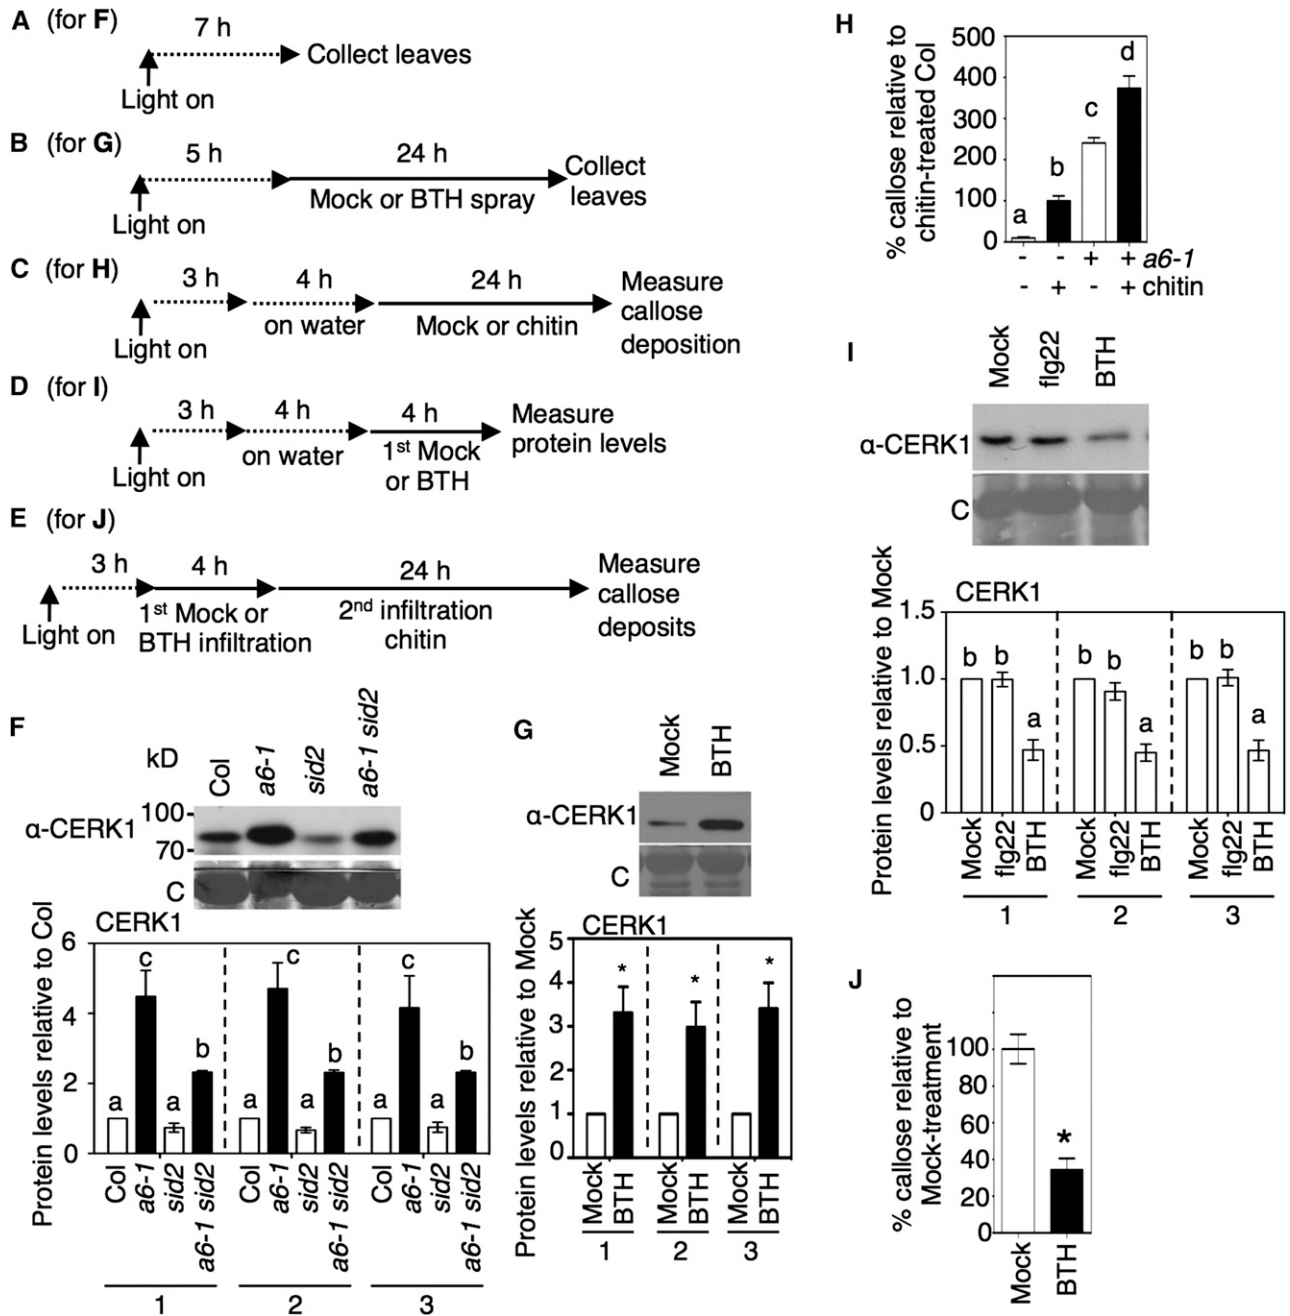 A (for F)
7 h
Collect leaves
Light on
B (for G)
5 h
24 h
Collect
leaves
Mock or BTH spray
Light on
C (for H)
3 h
4 h
24 h
Measure
callose
deposition
on water
Mock or chitin
Light on
D (for I)
3 h
4 h
4 h
Measure
protein levels
on water
1st Mock
or BTH
Light on
E (for J)
3 h
4 h
24 h
Measure
callose
deposits
1st Mock or
BTH infiltration
2nd infiltration
chitin
Light on
F
kD
Col
a6-1
sid2
a6-1 sid2
100
70
α-CERK1
C
CERK1
Protein levels relative to Col
6
4
2
0
a
c
a
b
a
c
a
b
a
c
a
b
Col
a6-1
sid2
a6-1 sid2
Col
a6-1
sid2
a6-1 sid2
Col
a6-1
sid2
a6-1 sid2
1
2
3
G
Mock
BTH
α-CERK1
C
CERK1
Protein levels relative to Mock
5
4
3
2
1
0
*
*
*
Mock
BTH
Mock
BTH
Mock
BTH
1
2
3
H
% callose relative to
chitin-treated Col
500
400
300
200
100
0
a
b
c
d
- - + + a6-1
- + - + chitin
I
Mock
flg22
BTH
α-CERK1
C
CERK1
Protein levels relative to Mock
1.5
1.0
0.5
0
b
b
a
b
b
a
b
b
a
Mock
flg22
BTH
Mock
flg22
BTH
Mock
flg22
BTH
1
2
3
J
% callose relative to
Mock-treatment
100
80
60
40
20
0
*
Mock
BTH